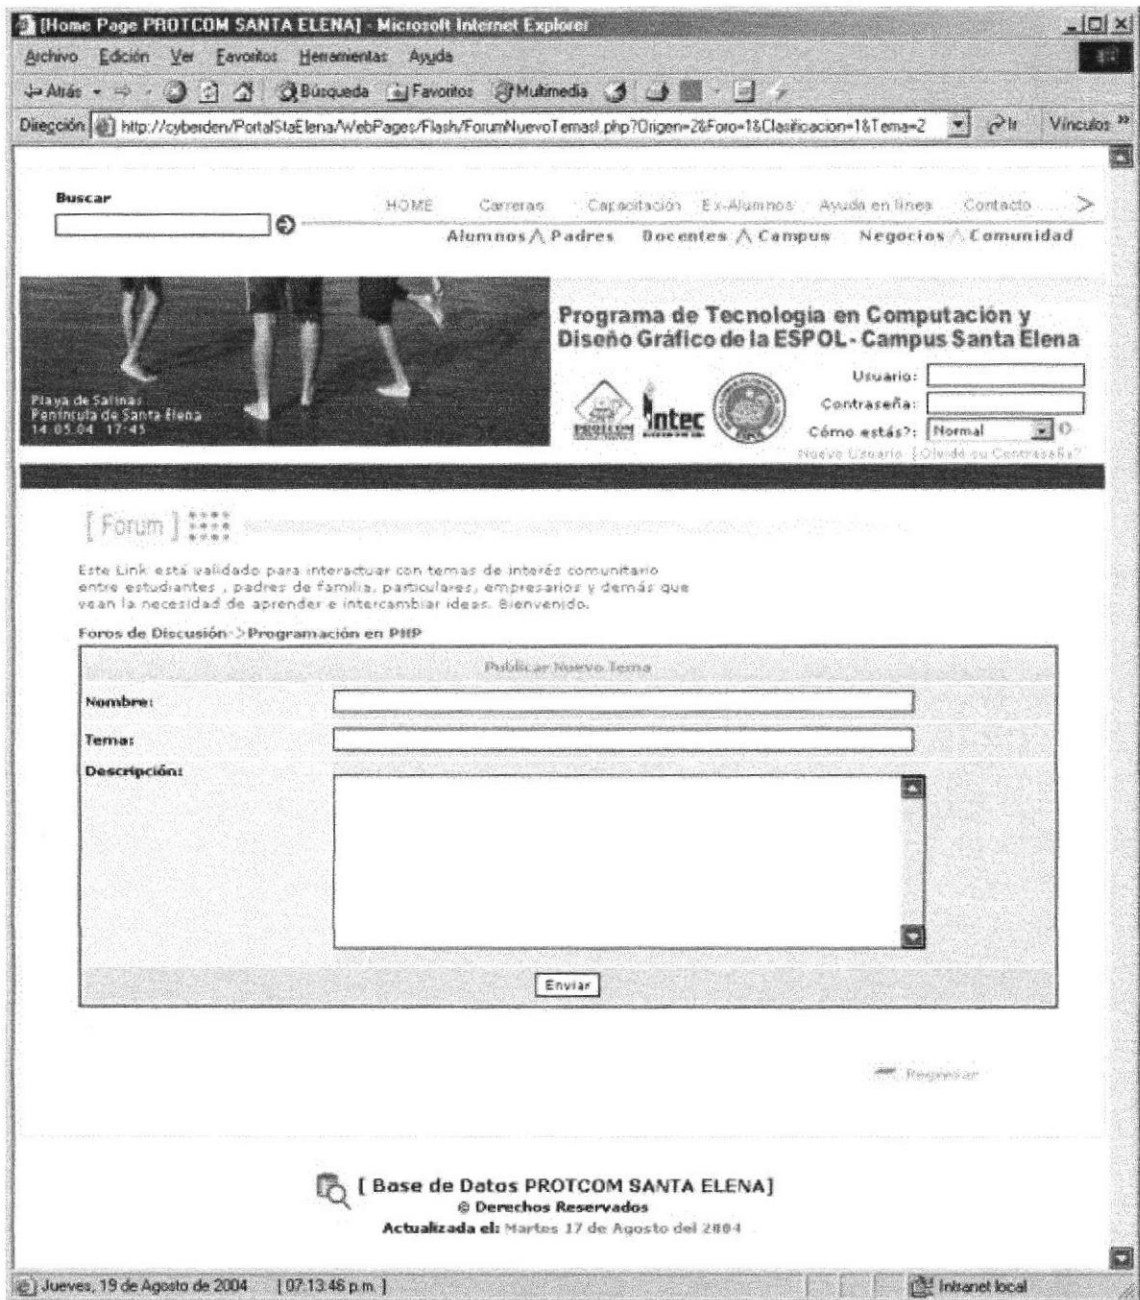 [Home Page PROTCOM SANTA ELENA] - Microsoft Internet Explorer
Archivo Edición Ver Favoritos Herramientas Ayuda
Atrás Búsqueda Favoritos Multimedia
Dirección http://cyberden/PortalStaElena/WebPages/Flash/ForumNuevoTemasI.php?Origen=2&Foro=1&Clasificacion=1&Tema=2 Ir Vínculos »
Buscar
HOME Carreras Capacitación Ex-Alumnos Ayuda en línea Contacto >
Alumnos Padres Docentes Campus Negocios Comunidad
Programa de Tecnología en Computación y
Diseño Gráfico de la ESPOL - Campus Santa Elena
Playa de Salinas
Península de Santa Elena
14.05.04 17:45
PROTCOM
intec
ESPOL
Usuario:
Contraseña:
Cómo estás?: Normal
Nuevo Usuario ¿Olvidó su Contraseña?
[ Forum ]
Este Link está validado para interactuar con temas de interés comunitario
entre estudiantes , padres de familia, particulares, empresarios y demás que
vean la necesidad de aprender e intercambiar ideas. Bienvenido.
Foros de Discusión->Programación en PHP
Publicar Nuevo Tema
Nombre:
Tema:
Descripción:
Enviar
Regresar
[ Base de Datos PROTCOM SANTA ELENA]
© Derechos Reservados
Actualizada el: Martes 17 de Agosto del 2004
Jueves, 19 de Agosto de 2004 [ 07:13:46 p.m. ] Intranet local